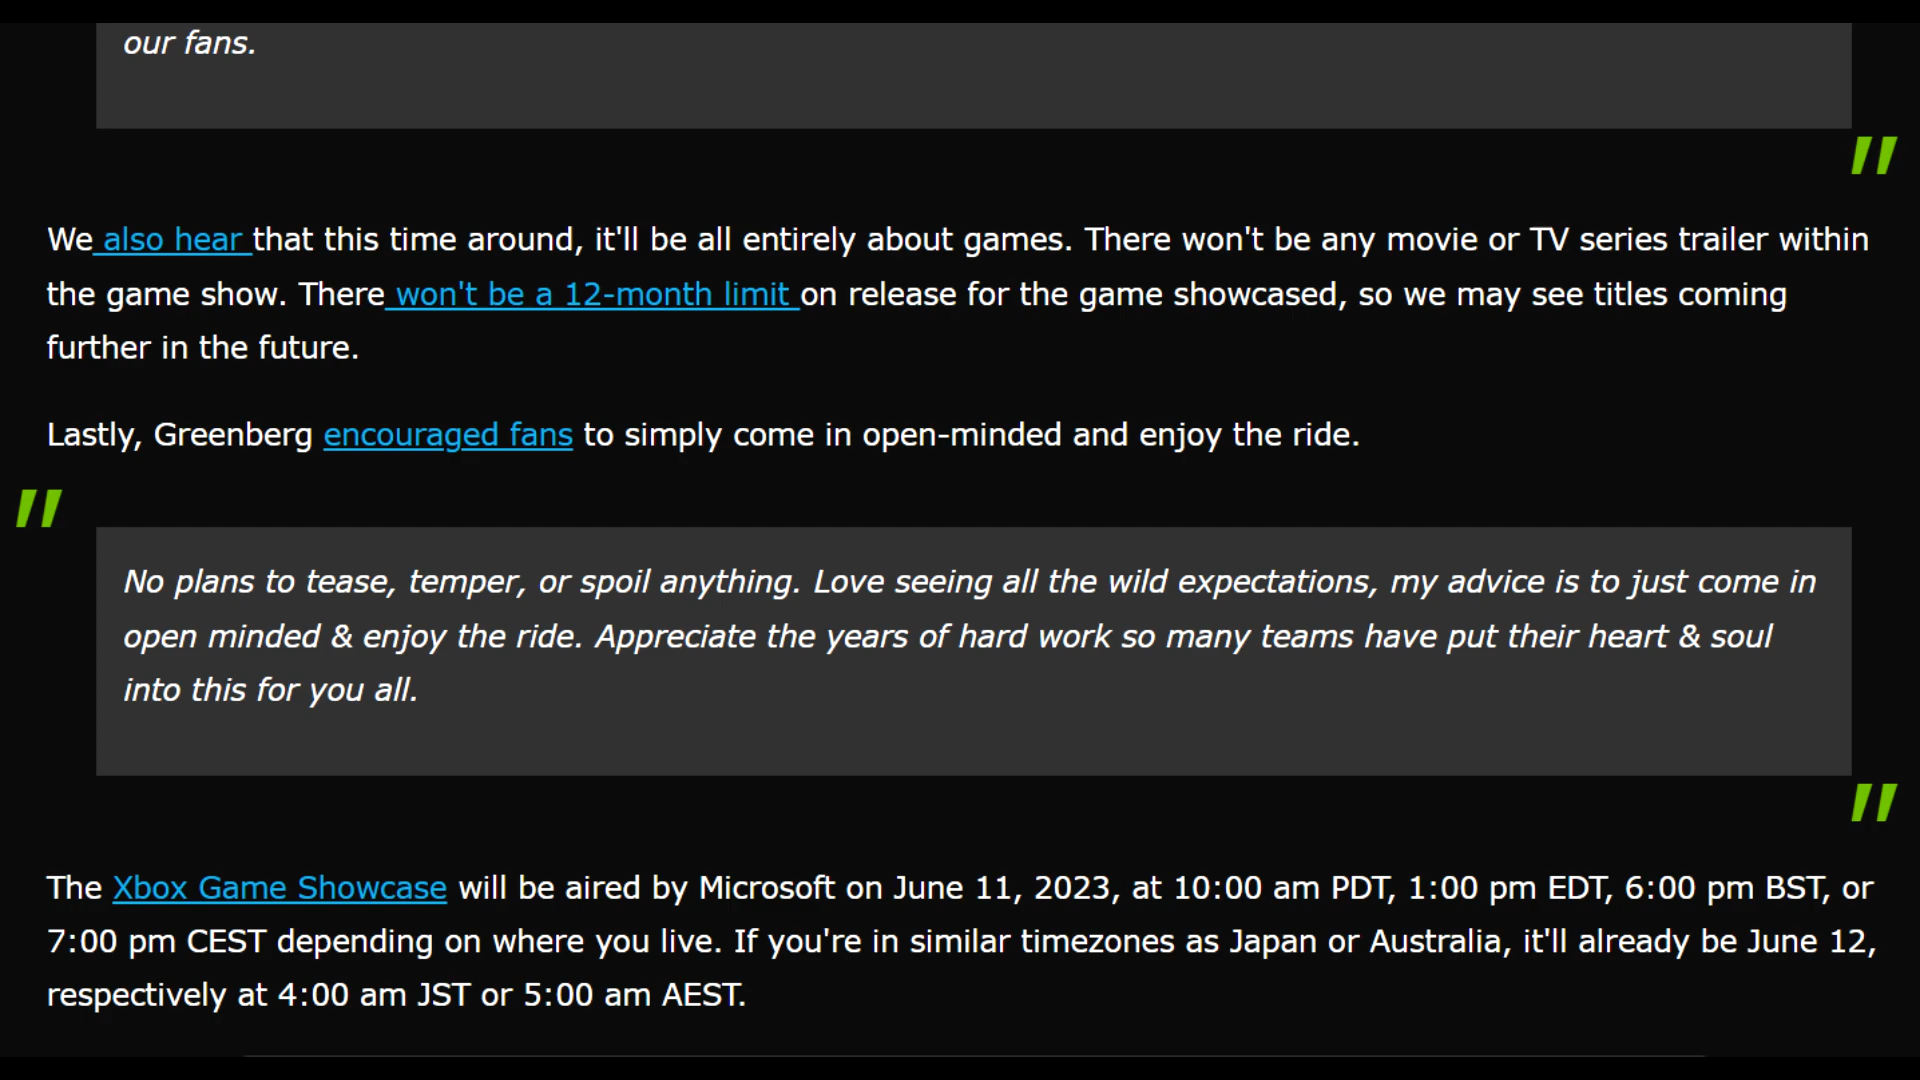 our fans.
"
We also hear that this time around, it'll be all entirely about games. There won't be any movie or TV series trailer within
the game show. There won't be a 12-month limit on release for the game showcased, so we may see titles coming
further in the future.
Lastly, Greenberg encouraged fans to simply come in open-minded and enjoy the ride.
"
No plans to tease, temper, or spoil anything. Love seeing all the wild expectations, my advice is to just come in
open minded & enjoy the ride. Appreciate the years of hard work so many teams have put their heart & soul
into this for you all.
"
The Xbox Game Showcase will be aired by Microsoft on June 11, 2023, at 10:00 am PDT, 1:00 pm EDT, 6:00 pm BST, or
7:00 pm CEST depending on where you live. If you're in similar timezones as Japan or Australia, it'll already be June 12,
respectively at 4:00 am JST or 5:00 am AEST.